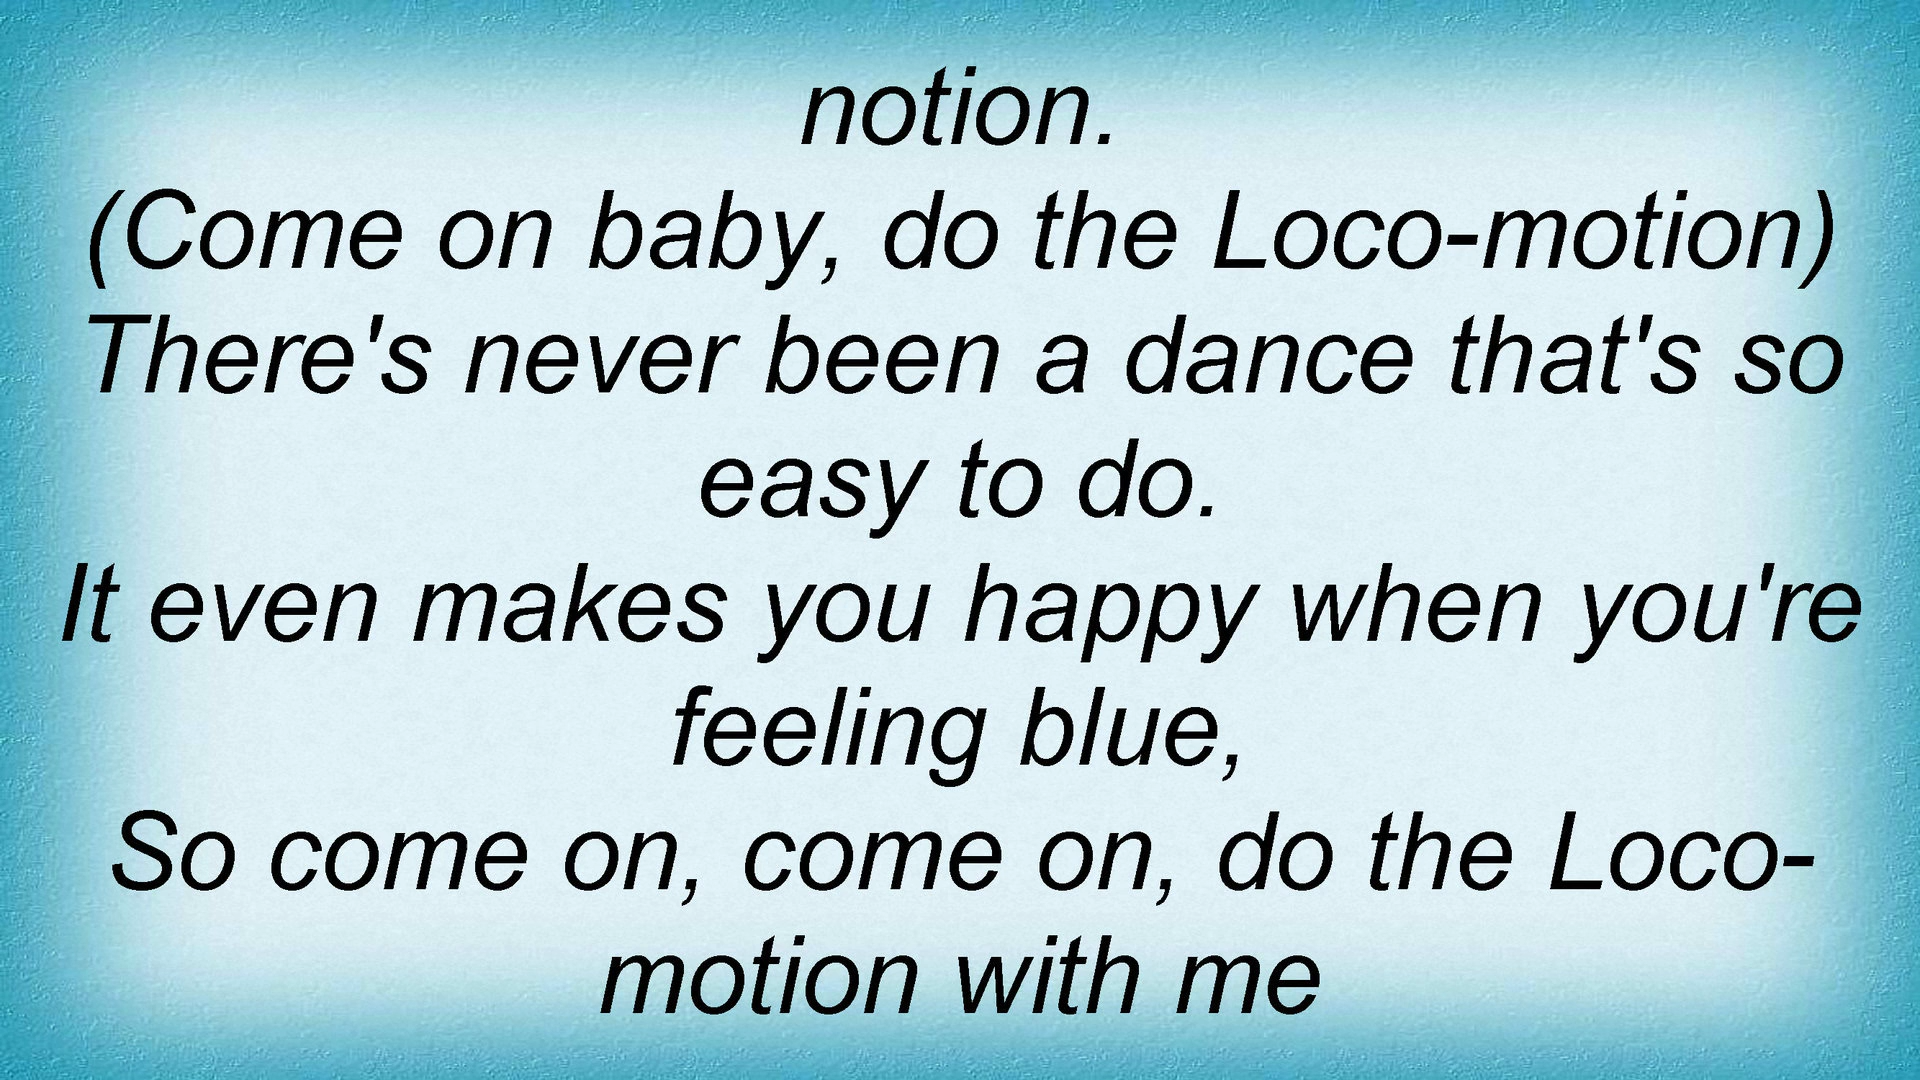 notion.
(Come on baby, do the Loco-motion)
There's never been a dance that's so
easy to do.
It even makes you happy when you're
feeling blue,
So come on, come on, do the Loco-
motion with me